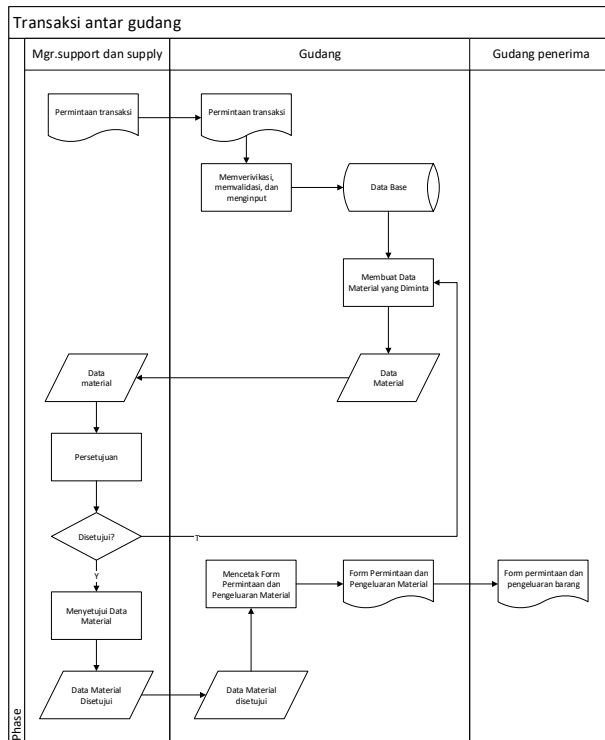 Transaksi antar gudang
Mgr.support dan supply
Gudang
Gudang penerima
Permintaan transaksi
Permintaan transaksi
Memverivikasi,
memvalidasi, dan
menginput
Data Base
Membuat Data
Material yang Diminta
Data
material
Data
Material
Persetujuan
Disetujui?
T
Y
Mencetak Form
Permintaan dan
Pengeluaran Material
Form Permintaan dan
Pengeluaran Material
Form permintaan dan
pengeluaran barang
Menyetujui Data
Material
Data Material
Disetujui
Data Material
disetujui
Phase